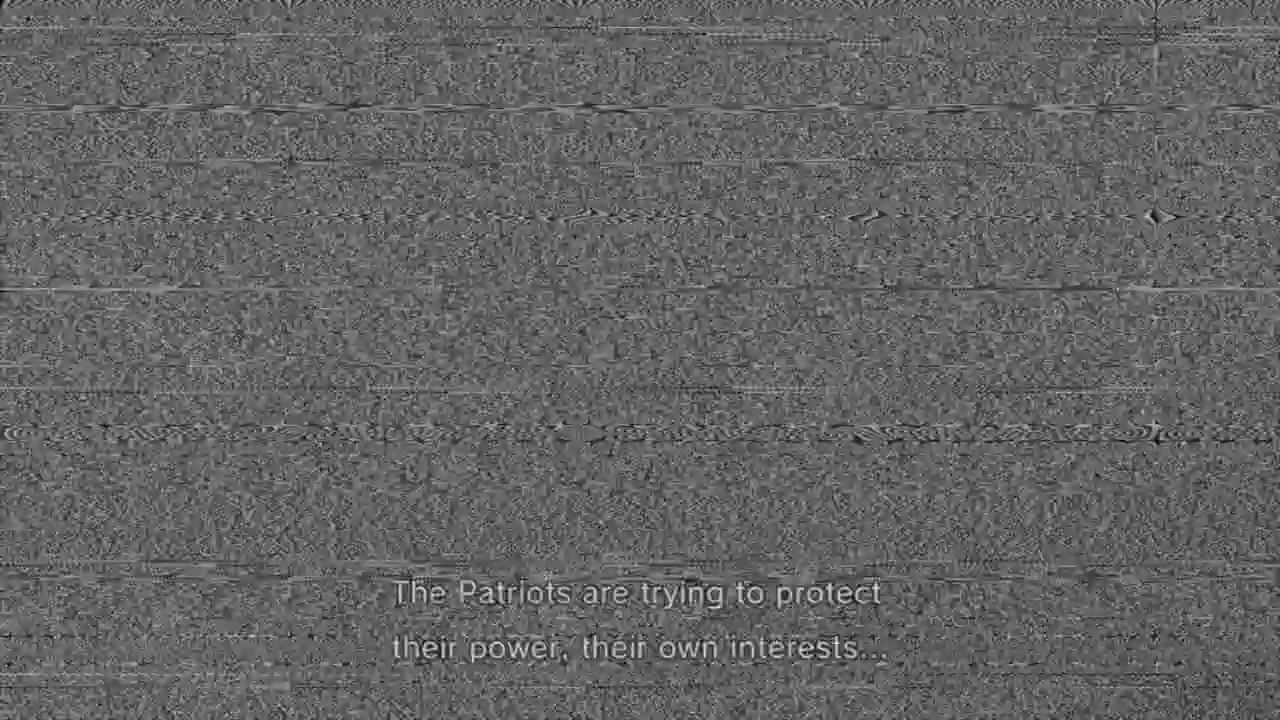 The Patriots are trying to protect
their power, their own interests...